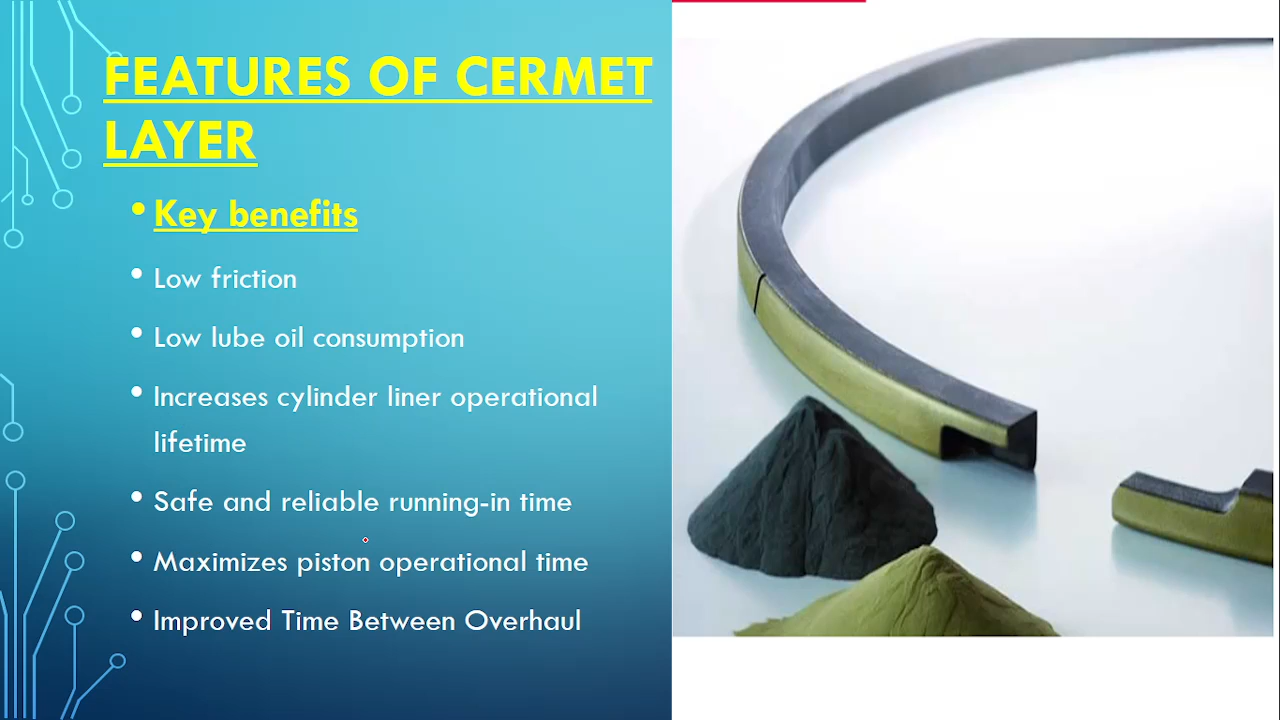 FEATURES OF CERMET
LAYER
• Key benefits
• Low friction
• Low lube oil consumption
• Increases cylinder liner operational
lifetime
• Safe and reliable running-in time
• Maximizes piston operational time
• Improved Time Between Overhaul